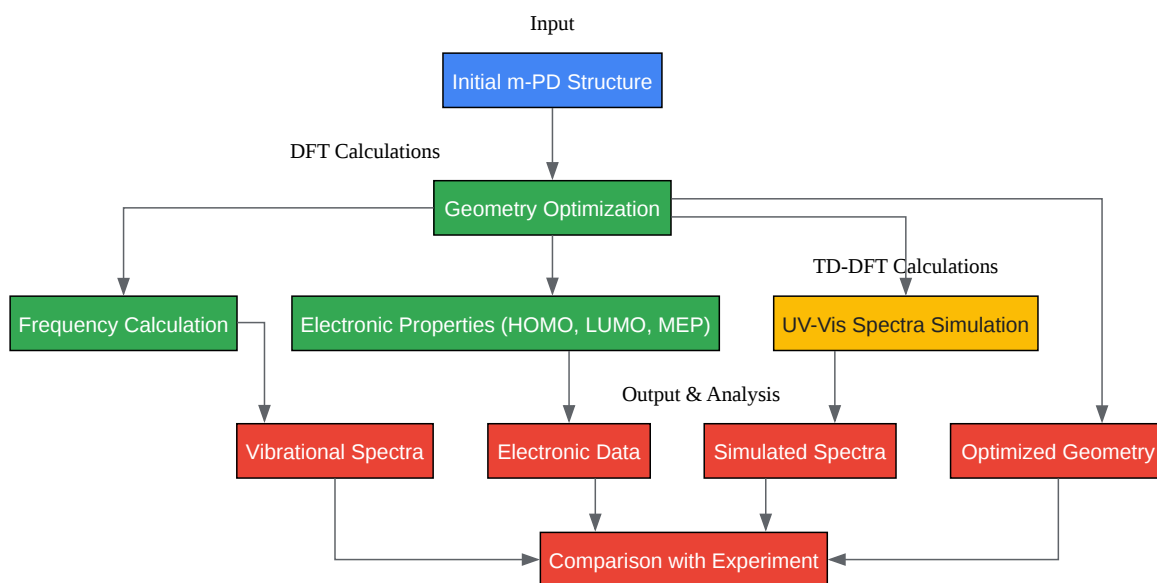 Input
Initial m-PD Structure
DFT Calculations
Geometry Optimization
TD-DFT Calculations
Frequency Calculation
Electronic Properties (HOMO, LUMO, MEP)
UV-Vis Spectra Simulation
Output & Analysis
Vibrational Spectra
Electronic Data
Simulated Spectra
Optimized Geometry
Comparison with Experiment